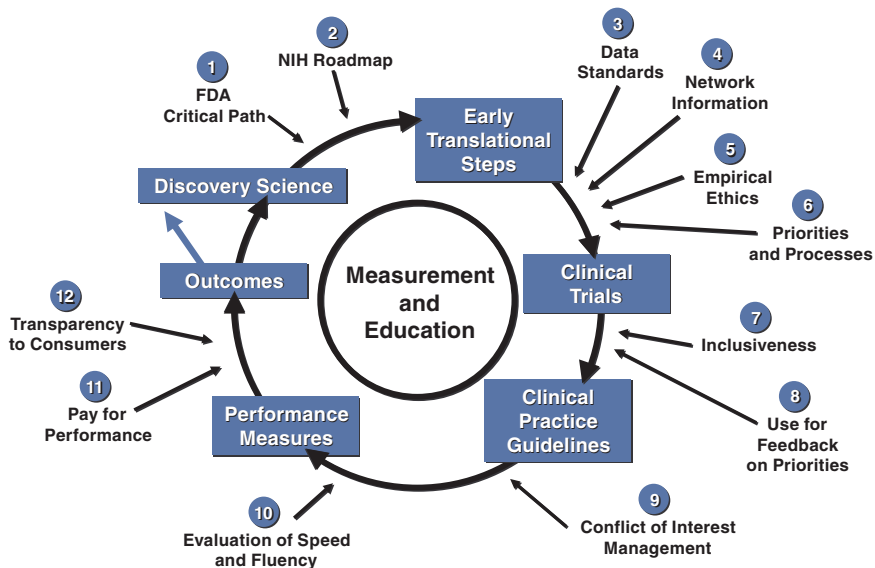 1
FDA
Critical Path
2
NIH Roadmap
3
Data
Standards
4
Network
Information
5
Empirical
Ethics
6
Priorities
and Processes
7
Inclusiveness
8
Use for
Feedback
on Priorities
9
Conflict of Interest
Management
10
Evaluation of Speed
and Fluency
11
Pay for
Performance
12
Transparency
to Consumers
Early
Translational
Steps
Clinical
Trials
Clinical
Practice
Guidelines
Performance
Measures
Outcomes
Discovery Science
Measurement
and
Education